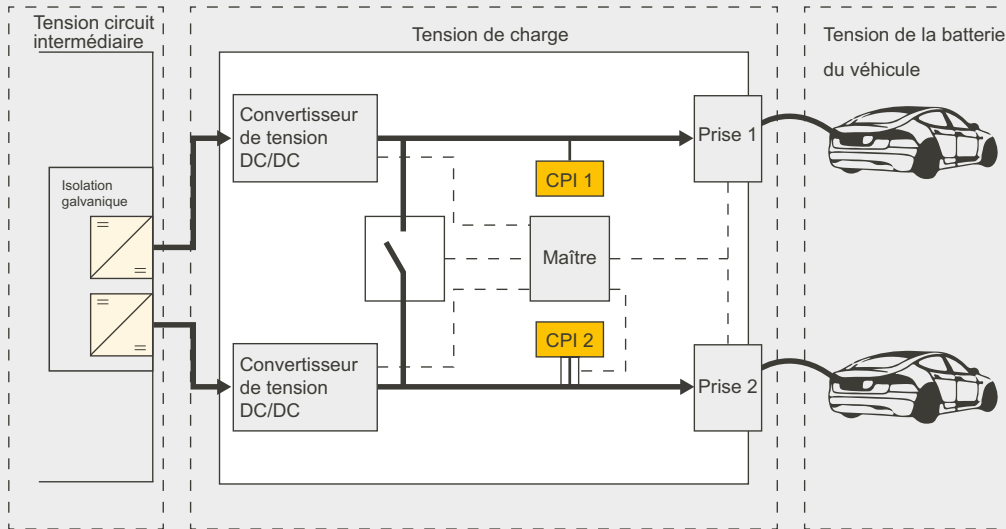 Tension circuit
intermédiaire
Tension de charge
Tension de la batterie
du véhicule
Convertisseur
de tension
DC/DC
Prise 1
CPI 1
Isolation
galvanique
Maître
CPI 2
Convertisseur
de tension
DC/DC
Prise 2